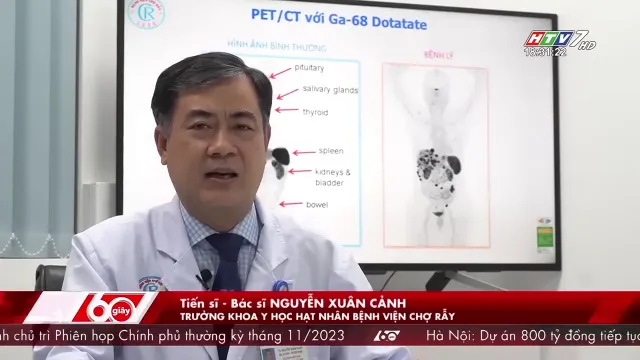 PET/CT với Ga-68 Dotatate
HTV7 HD
18:31:22
HÌNH ẢNH BÌNH THƯỜNG
BỆNH LÝ
pituitary
salivary glands
thyroid
spleen
kidneys & bladder
bowel
60 giây
Tiến sĩ - Bác sĩ NGUYỄN XUÂN CẢNH
TRƯỞNG KHOA Y HỌC HẠT NHÂN BỆNH VIỆN CHỢ RẪY
chủ trì Phiên họp Chính phủ thường kỳ tháng 11/2023
Hà Nội: Dự án 800 tỷ đồng tiếp